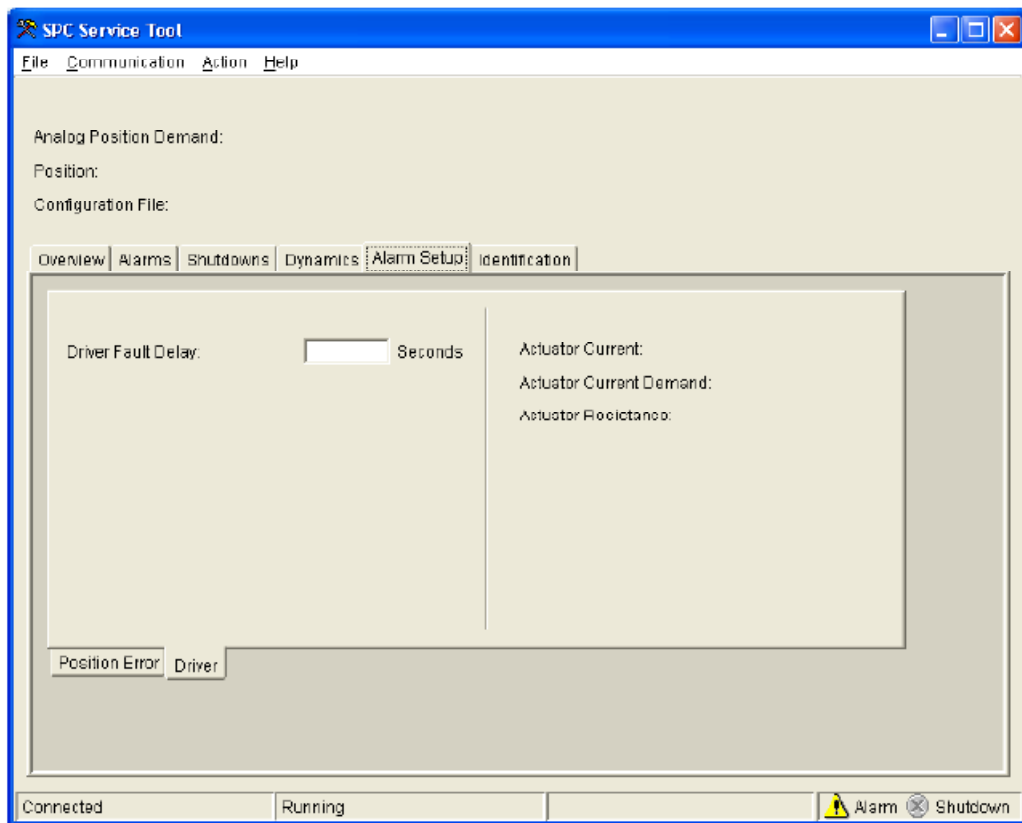 SPC Service Tool
File Communication Action Help
Analog Position Demand:
Position:
Configuration File:
Overview Alarms Shutdowns Dynamics Alarm Setup Identification
Driver Fault Delay: Seconds
Actuator Current:
Actuator Current Demand:
Actuator Resistance:
Position Error Driver
Connected Running Alarm Shutdown